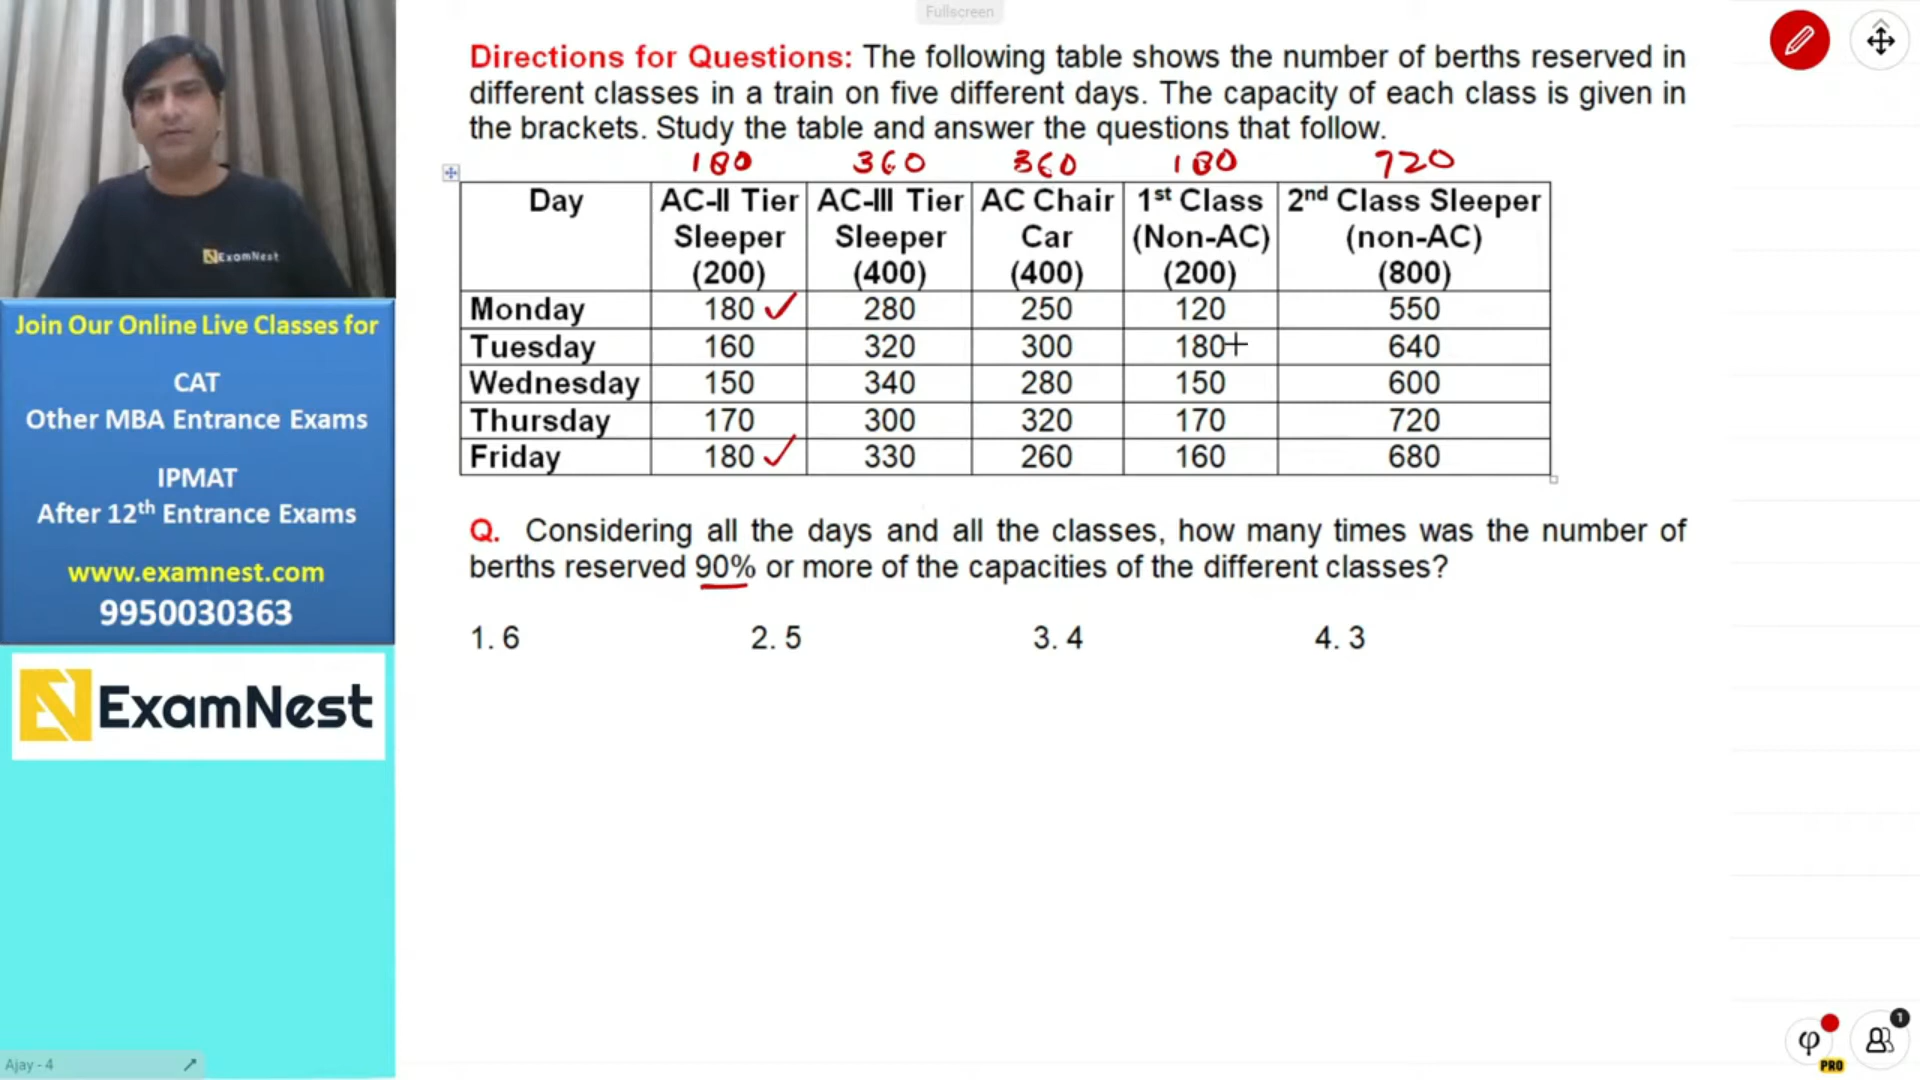 Fullscreen
Directions for Questions: The following table shows the number of berths reserved in
different classes in a train on five different days. The capacity of each class is given in
the brackets. Study the table and answer the questions that follow.
180 360 360 180 720
Day AC-II Tier Sleeper (200) AC-III Tier Sleeper (400) AC Chair Car (400) 1st Class (Non-AC) (200) 2nd Class Sleeper (non-AC) (800)
Monday 180 ✓ 280 250 120 550
Tuesday 160 320 300 180 640
Wednesday 150 340 280 150 600
Thursday 170 300 320 170 720
Friday 180 ✓ 330 260 160 680
Q. Considering all the days and all the classes, how many times was the number of
berths reserved 90% or more of the capacities of the different classes?
1. 6 2. 5 3. 4 4. 3
ExamNest
Join Our Online Live Classes for
CAT
Other MBA Entrance Exams
IPMAT
After 12th Entrance Exams
www.examnest.com
9950030363
ExamNest
Ajay - 4
φ
PRO
1